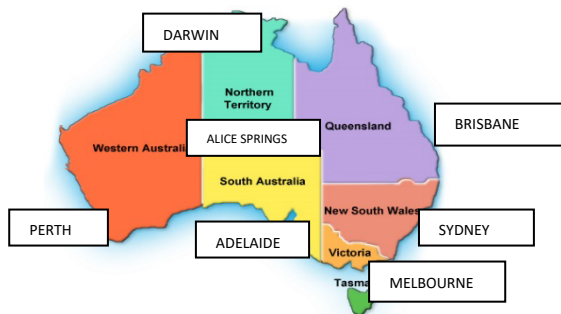 DARWIN
Northern
Territory
BRISBANE
Queensland
ALICE SPRINGS
Western Australia
South Australia
New South Wales
PERTH
SYDNEY
ADELAIDE
Victoria
MELBOURNE